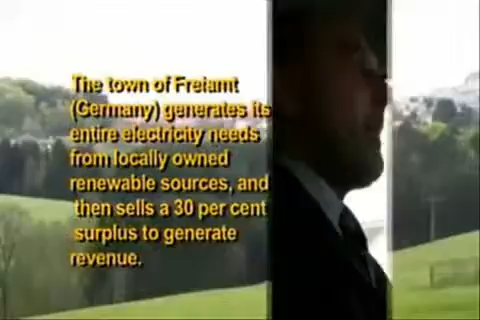 The town of Freiamt
(Germany) generates its
entire electricity needs
from locally owned
renewable sources, and
then sells a 30 per cent
surplus to generate
revenue.